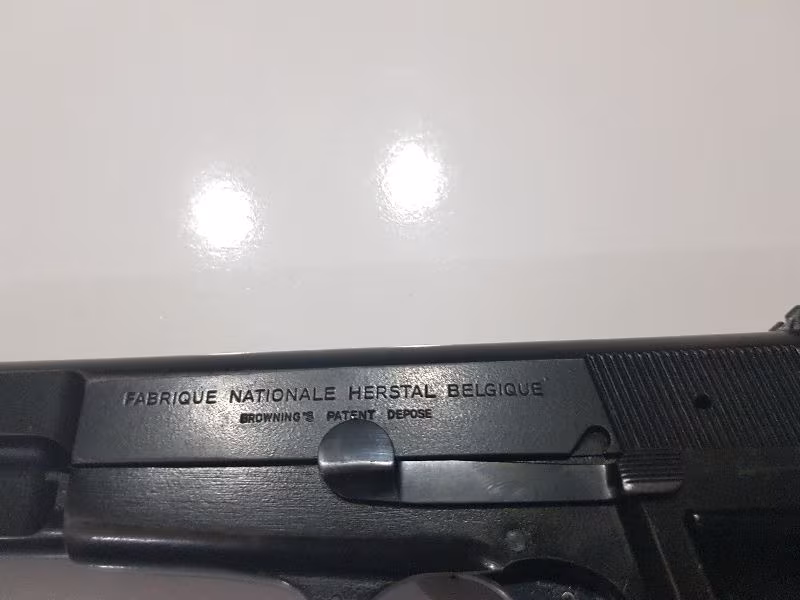 FABRIQUE NATIONALE HERSTAL BELGIQUE
BROWNING'S PATENT DEPOSE